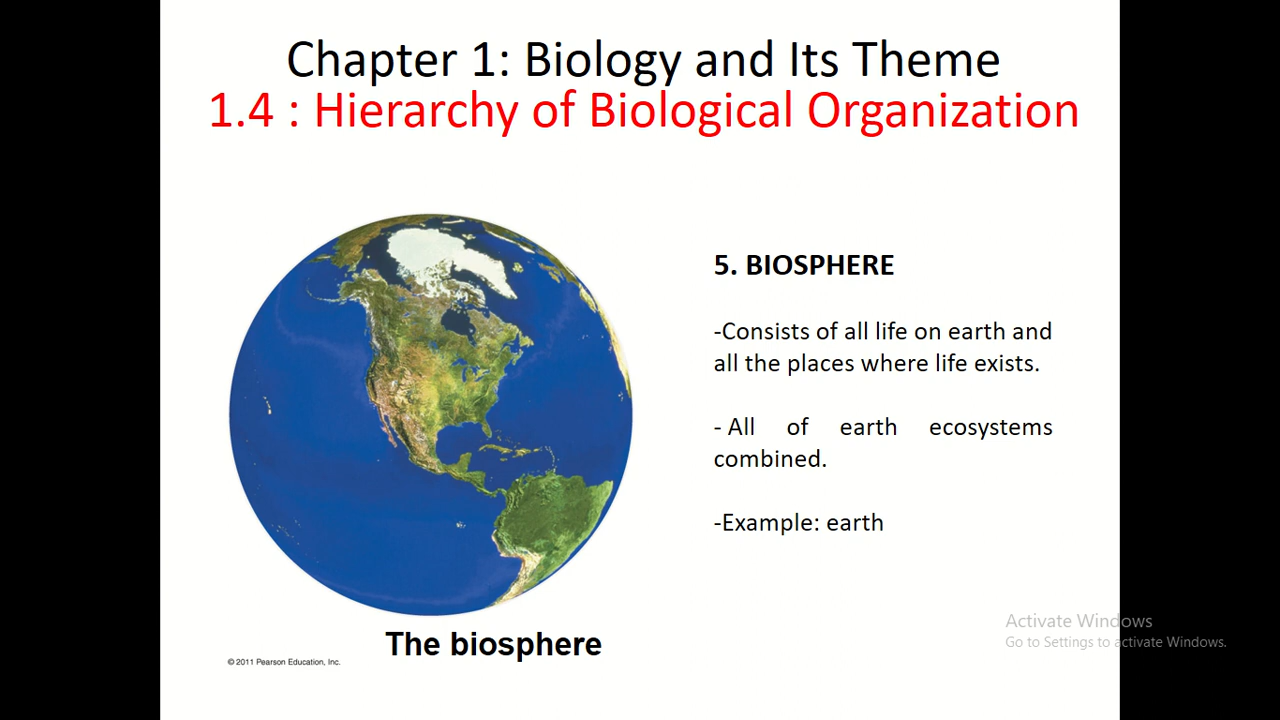 Chapter 1: Biology and Its Theme
1.4 : Hierarchy of Biological Organization
5. BIOSPHERE
-Consists of all life on earth and
all the places where life exists.
- All of earth ecosystems
combined.
-Example: earth
The biosphere
© 2011 Pearson Education, Inc.
Activate Windows
Go to Settings to activate Windows.